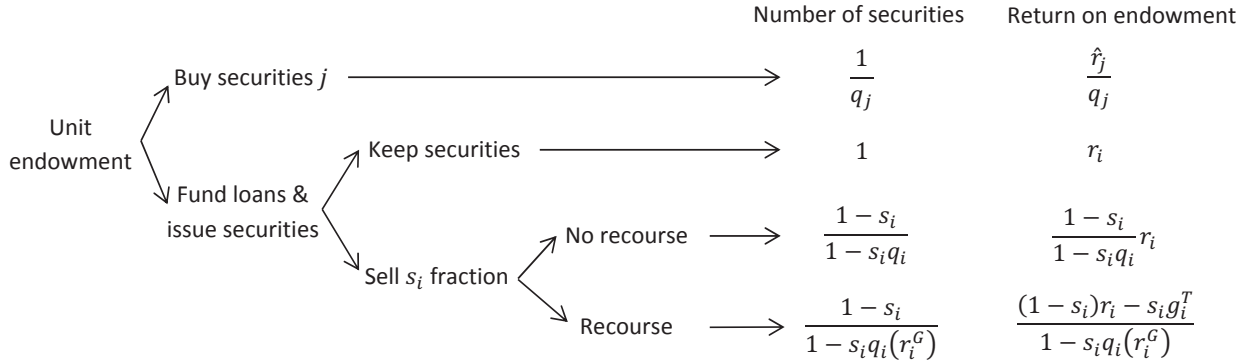 Number of securities Return on endowment
Buy securities j 1/q_j r̂_j/q_j
Unit endowment
Keep securities 1 r_i
Fund loans & issue securities
No recourse (1 − s_i)/(1 − s_i q_i) (1 − s_i)/(1 − s_i q_i) r_i
Sell s_i fraction
Recourse (1 − s_i)/(1 − s_i q_i(r_i^G)) ((1 − s_i)r_i − s_i g_i^T)/(1 − s_i q_i(r_i^G))